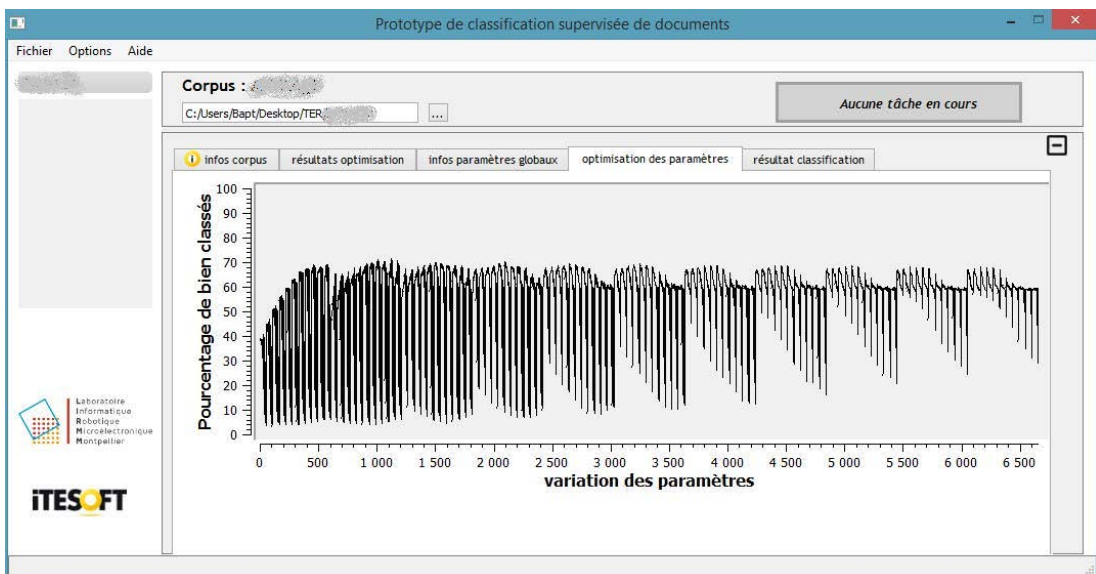 Prototype de classification supervisée de documents
Fichier Options Aide
Corpus :
C:/Users/Bapt/Desktop/TER
...
Aucune tâche en cours
infos corpus
résultats optimisation
infos paramètres globaux
optimisation des paramètres
résultat classification
Pourcentage de bien classés
100
90
80
70
60
50
40
30
20
10
0
0 500 1 000 1 500 2 000 2 500 3 000 3 500 4 000 4 500 5 000 5 500 6 000 6 500
variation des paramètres
Laboratoire
Informatique
Robotique
Microélectronique
Montpellier
iTESOFT